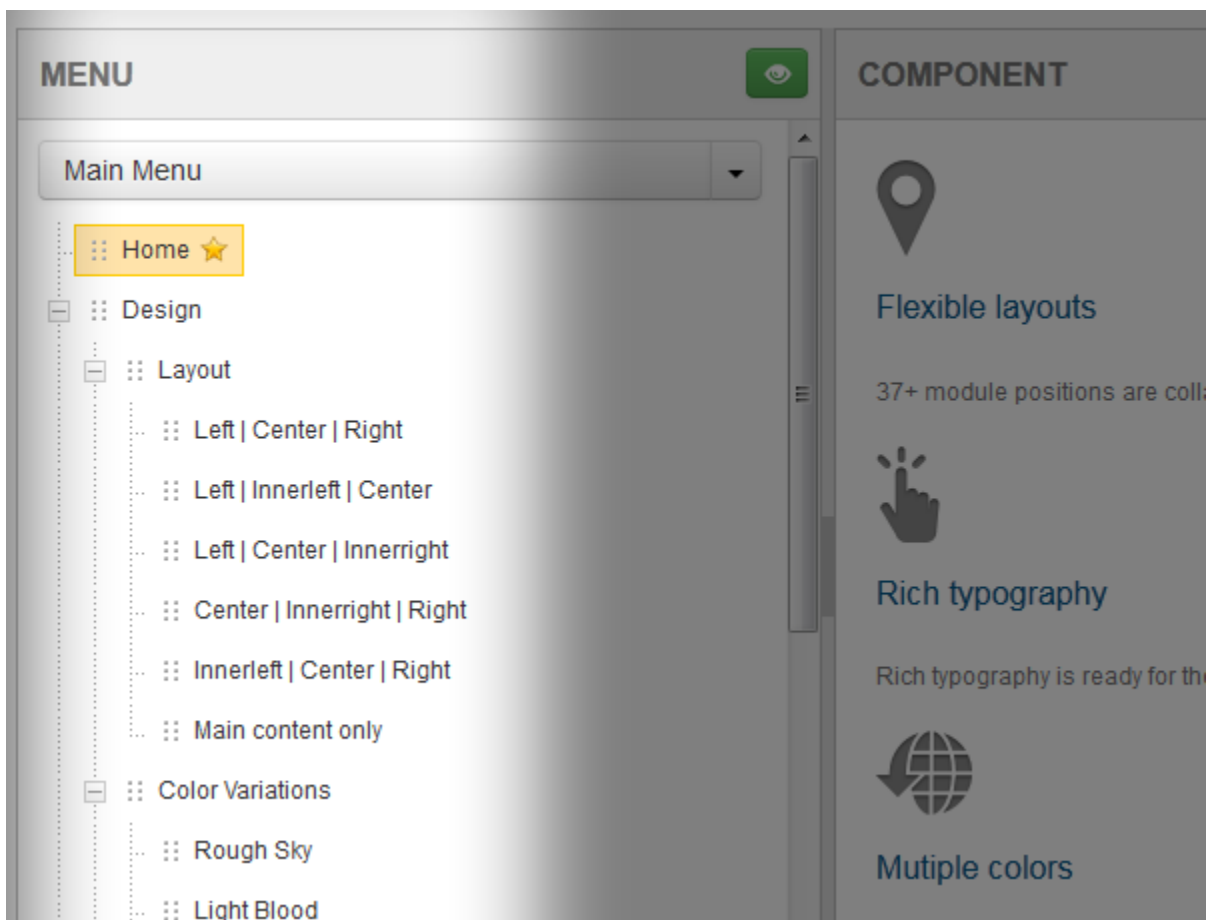 MENU
Main Menu
Home
Design
Layout
Left | Center | Right
Left | Innerleft | Center
Left | Center | Innerright
Center | Innerright | Right
Innerleft | Center | Right
Main content only
Color Variations
Rough Sky
Light Blood
COMPONENT
Flexible layouts
37+ module positions are
Rich typography
Rich typography is ready for
Mutiple colors